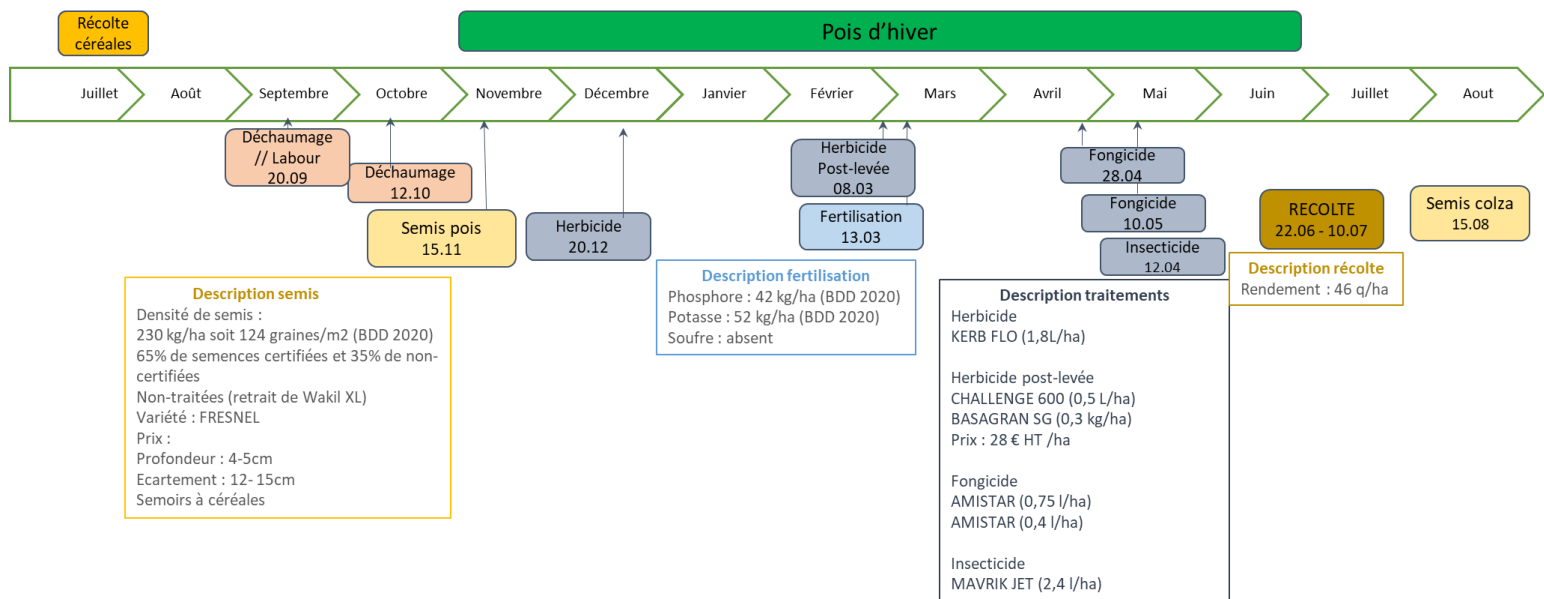 Récolte
céréales
Pois d'hiver
Juillet
Août
Septembre
Octobre
Novembre
Décembre
Janvier
Février
Mars
Avril
Mai
Juin
Juillet
Aout
Déchaumage
// Labour
20.09
Déchaumage
12.10
Semis pois
15.11
Herbicide
20.12
Herbicide
Post-levée
08.03
Fertilisation
13.03
Fongicide
28.04
Fongicide
10.05
Insecticide
12.04
RECOLTE
22.06 - 10.07
Semis colza
15.08
Description semis
Densité de semis :
230 kg/ha soit 124 graines/m2 (BDD 2020)
65% de semences certifiées et 35% de non-
certifiées
Non-traitées (retrait de Wakil XL)
Variété : FRESNEL
Prix :
Profondeur : 4-5cm
Ecartement : 12- 15cm
Semoirs à céréales
Description fertilisation
Phosphore : 42 kg/ha (BDD 2020)
Potasse : 52 kg/ha (BDD 2020)
Soufre : absent
Description traitements
Herbicide
KERB FLO (1,8L/ha)
Herbicide post-levée
CHALLENGE 600 (0,5 L/ha)
BASAGRAN SG (0,3 kg/ha)
Prix : 28 € HT /ha
Fongicide
AMISTAR (0,75 l/ha)
AMISTAR (0,4 l/ha)
Insecticide
MAVRIK JET (2,4 l/ha)
Description récolte
Rendement : 46 q/ha